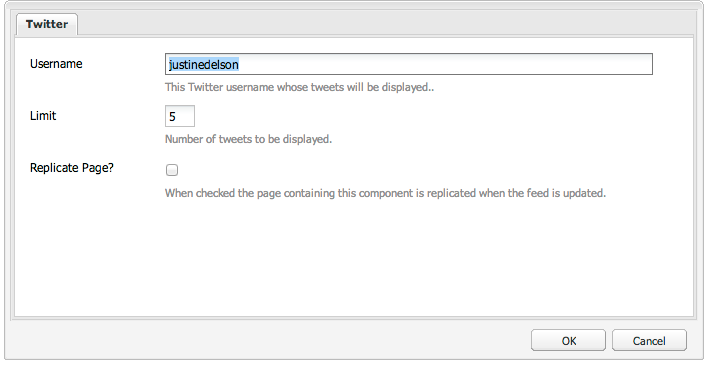 Twitter
Username
justinedelson
This Twitter username whose tweets will be displayed..
Limit
5
Number of tweets to be displayed.
Replicate Page?
When checked the page containing this component is replicated when the feed is updated.
OK
Cancel